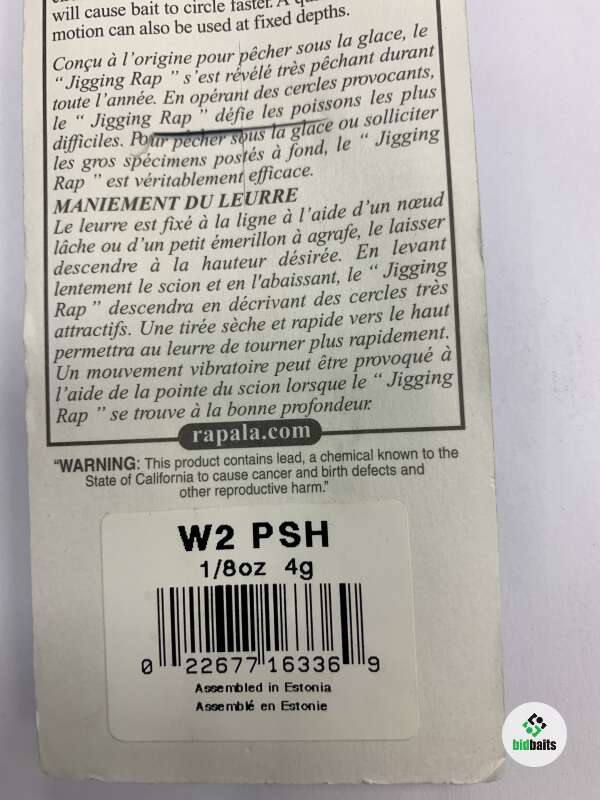 will cause bait to circle faster. A
motion can also be used at fixed depths.
Conçu à l'origine pour pêcher sous la glace, le
“Jigging Rap ” s'est révélé très pêchant durant
toute l'année. En opérant des cercles provocants,
le “ Jigging Rap ” défie les poissons les plus
difficiles. Pour pécher sous la glace ou solliciter
les gros spécimens postés à fond, le “ Jigging
Rap ” est véritablement efficace.
MANIEMENT DU LEURRE
Le leurre est fixé à la ligne à l'aide d'un nœud
lâche ou d'un petit émerillon à agrafe, le laisser
descendre à la hauteur désirée. En levant
lentement le scion et en l'abaissant, le “ Jigging
Rap ” descendra en décrivant des cercles très
attractifs. Une tirée sèche et rapide vers le haut
permettra au leurre de tourner plus rapidement.
Un mouvement vibratoire peut être provoqué à
l'aide de la pointe du scion lorsque le “ Jigging
Rap ” se trouve à la bonne profondeur.
rapala.com
“WARNING: This product contains lead, a chemical known to the
State of California to cause cancer and birth defects and
other reproductive harm.”
W2 PSH
1/8oz 4g
0 22677 16336 9
Assembled in Estonia
Assemblé en Estonie
bidbaits